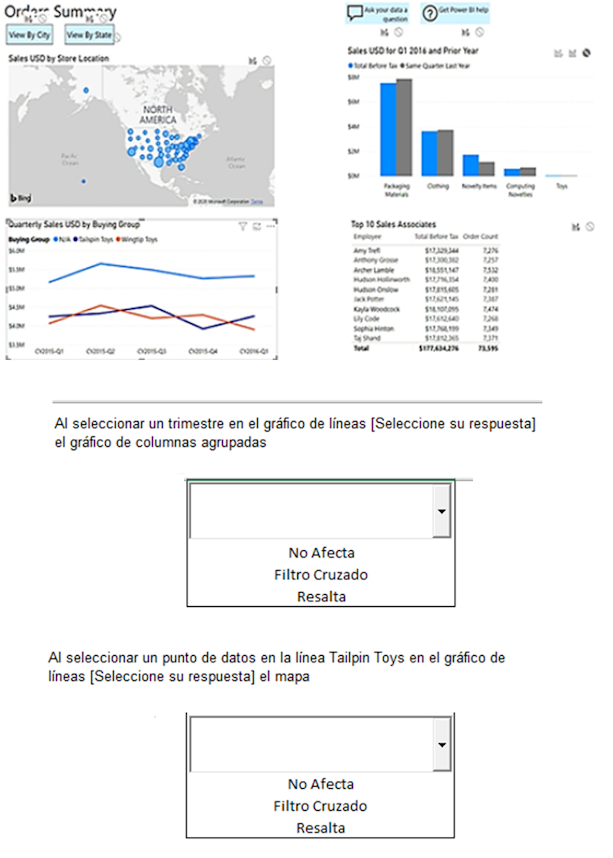 Orders Summary
View By City
View By State
Ask your data a
question
Get Power BI help
Sales USD by Store Location
NORTH
AMERICA
Pacific
Ocean
Atlantic
Ocean
Bing
© 2020 Microsoft Corporation Terms
Sales USD for Q1 2016 and Prior Year
Total Before Tax Same Quarter Last Year
$8M
$6M
$4M
$2M
$0M
Packaging
Materials
Clothing
Novelty Items
Computing
Novelties
Toys
Quarterly Sales USD by Buying Group
Buying Group N/A Tailspin Toys Wingtip Toys
$6.0M
$5.5M
$4.5M
$4.0M
$3.5M
CY2015-Q1 CY2015-Q2 CY2015-Q3 CY2015-Q4 CY2016-Q1
Top 10 Sales Associates
Employee Total Before Tax Order Count
Amy Trefl $17,329,344 7,276
Anthony Grosse 7,257
Archer Lamble $18,551,147 7,532
Hudson Hollinworth $17,716,354 7,400
Hudson Onslow $17,815,605 7,281
Jack Potter $17,621,145 7,387
Kayla Woodcock $18,107,095 7,474
Lily Code $17,612,640 7,268
Sophia Hinton $17,768,199 7,349
Taj Shand $17,812,365 7,371
Total $177,634,276 73,595
Al seleccionar un trimestre en el gráfico de líneas [Seleccione su respuesta]
el gráfico de columnas agrupadas
No Afecta
Filtro Cruzado
Resalta
Al seleccionar un punto de datos en la línea Tailpin Toys en el gráfico de
líneas [Seleccione su respuesta] el mapa
No Afecta
Filtro Cruzado
Resalta